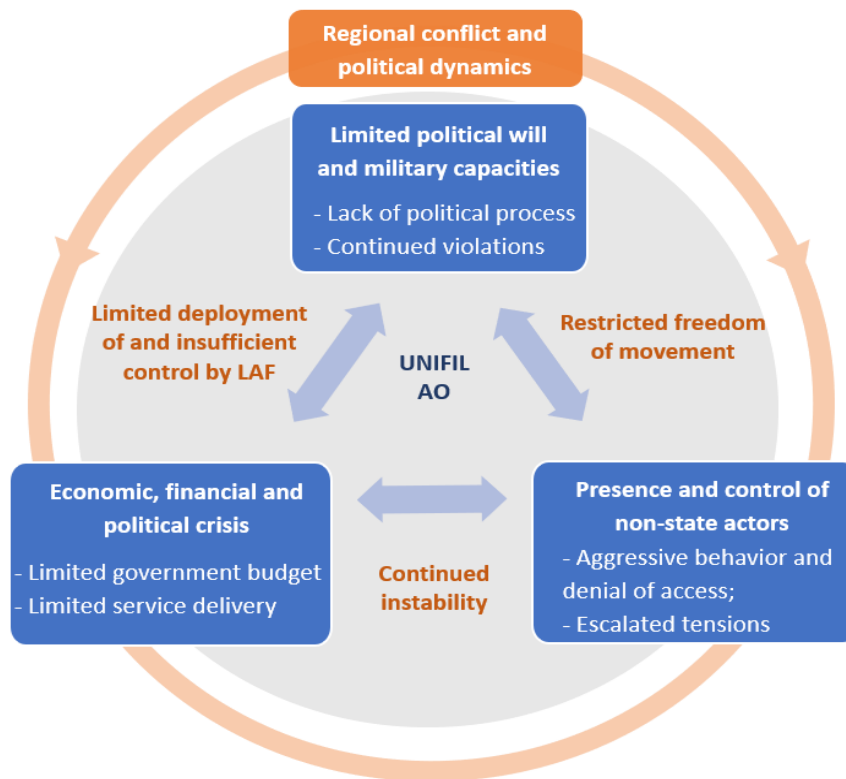 Regional conflict and
political dynamics
Limited political will
and military capacities
- Lack of political process
- Continued violations
Limited deployment
of and insufficient
control by LAF
UNIFIL
AO
Restricted freedom
of movement
Economic, financial and
political crisis
- Limited government budget
- Limited service delivery
Continued
instability
Presence and control of
non-state actors
- Aggressive behavior and
denial of access;
- Escalated tensions